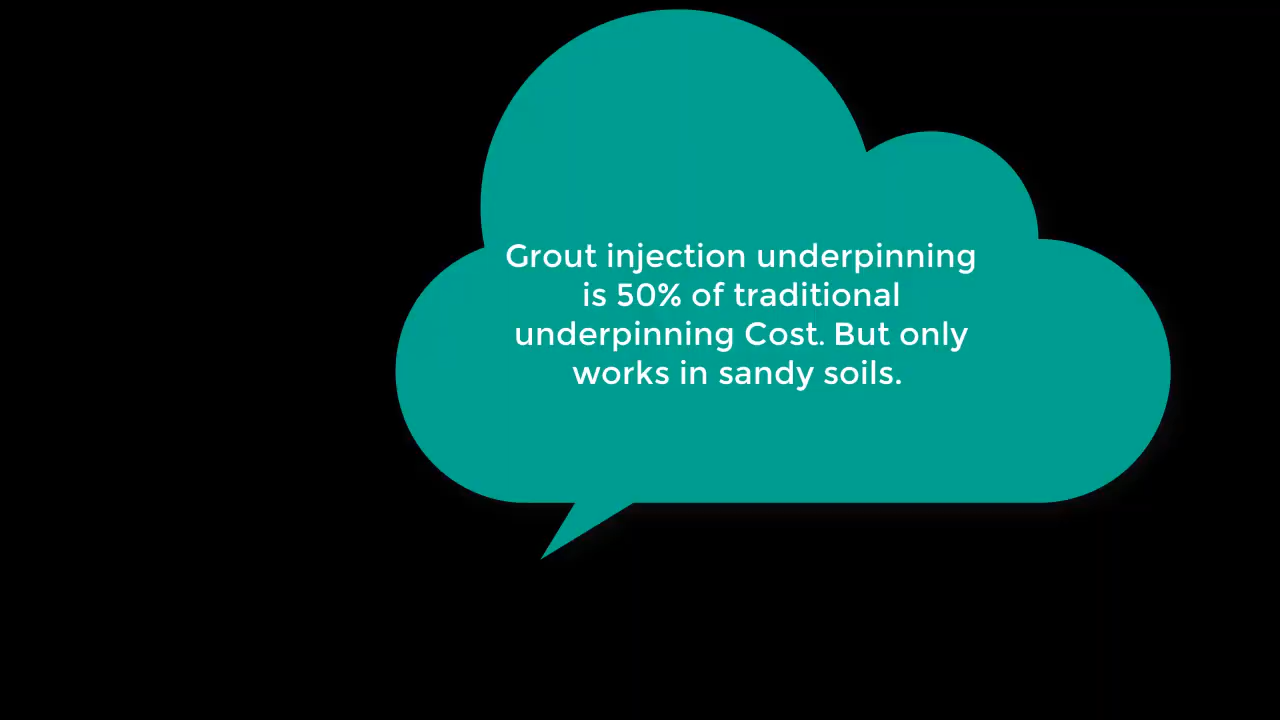 Grout injection underpinning
is 50% of traditional
underpinning Cost. But only
works in sandy soils.